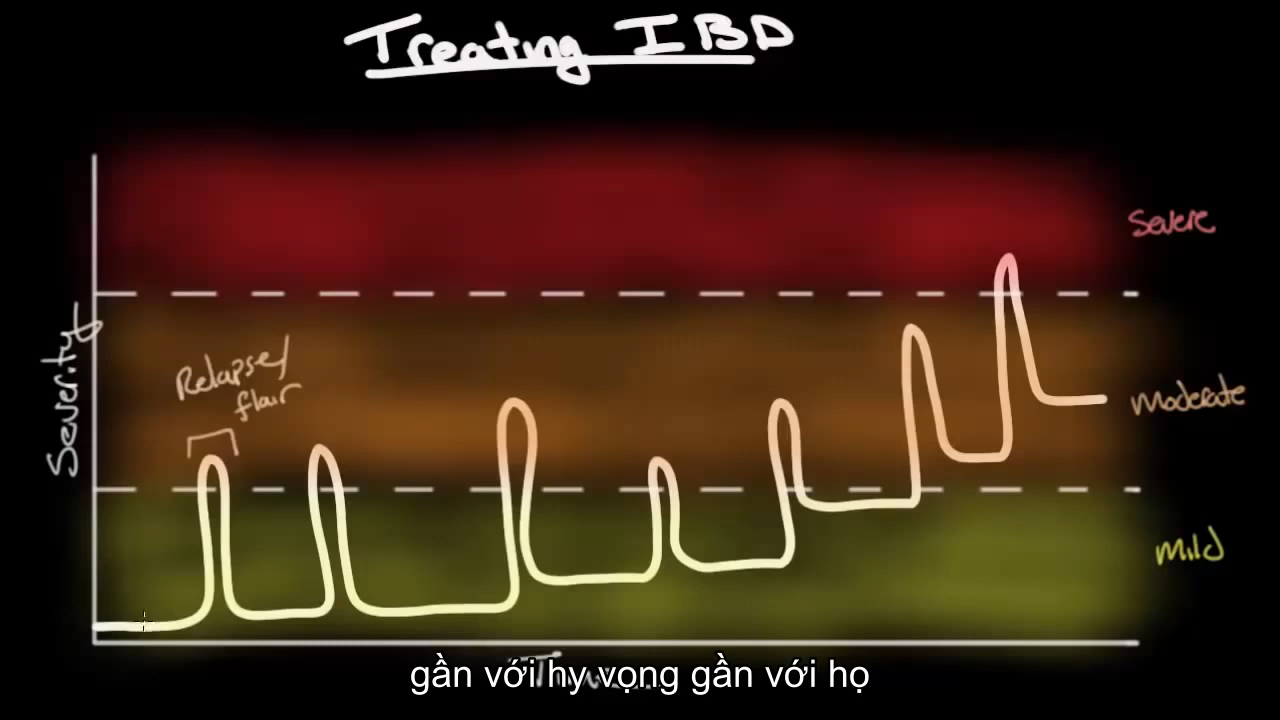 Treating IBD
Severe
Severity
Relapse/
flair
Moderate
Mild
gần với hy vọng gần với họ